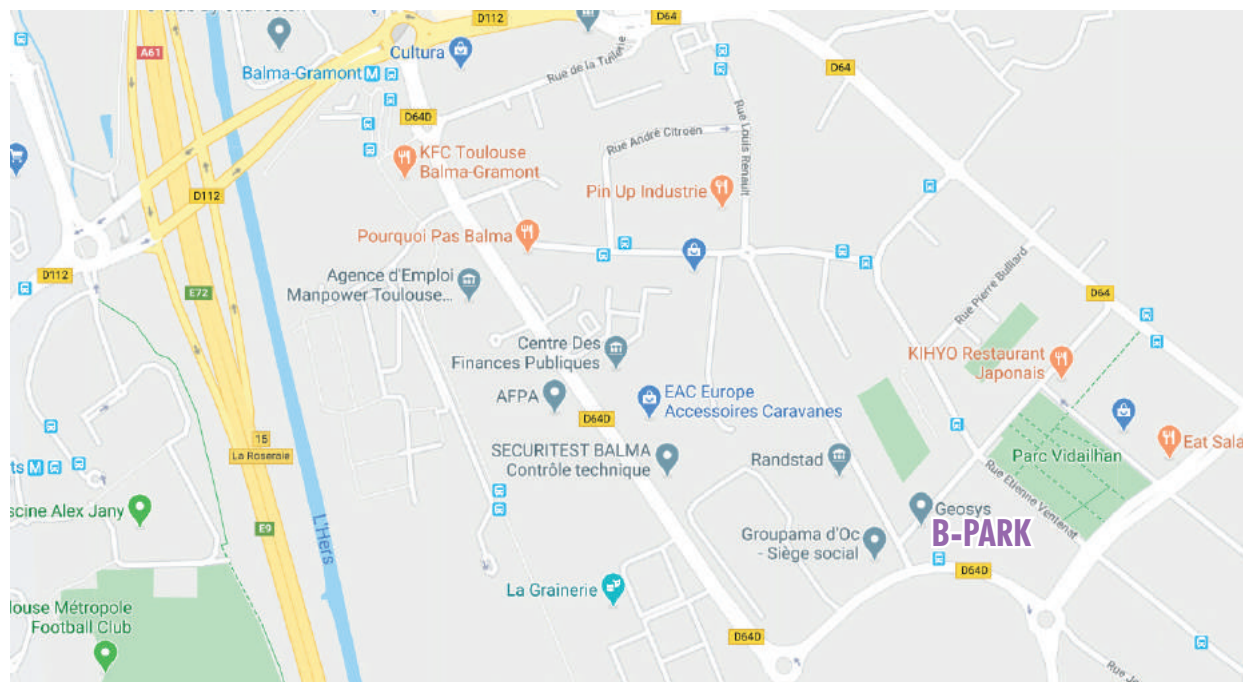 D112
D64
A61
Cultura
Balma-Gramont M
Rue de la Tuilerie
D64
D64D
Rue Louis Renault
Rue André Citroën
KFC Toulouse
Balma-Gramont
Pin Up Industrie
D112
Pourquoi Pas Balma
D112
Agence d'Emploi
Manpower Toulouse...
E72
Rue Pierre Bulliard
D64
Centre Des
Finances Publiques
KIHYO Restaurant
Japonais
AFPA
EAC Europe
Accessoires Caravanes
D64D
15
La Roseraie
SECURITEST BALMA
Contrôle technique
Randstad
Parc Vidailhan
Eat Sala
ts M
Rue Etienne Ventenat
scine Alex Jany
Geosys
E9
L'Hers
B-PARK
Groupama d'Oc
- Siège social
D64D
La Grainerie
louse Métropole
Football Club
D64D